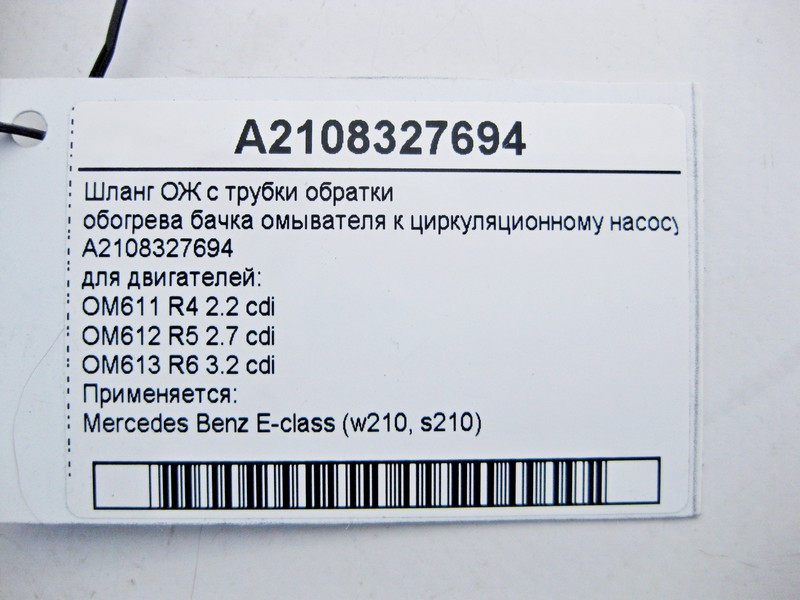 A2108327694
Шланг ОЖ с трубки обратки
обогрева бачка омывателя к циркуляционному насосу
A2108327694
для двигателей:
OM611 R4 2.2 cdi
OM612 R5 2.7 cdi
OM613 R6 3.2 cdi
Применяется:
Mercedes Benz E-class (w210, s210)